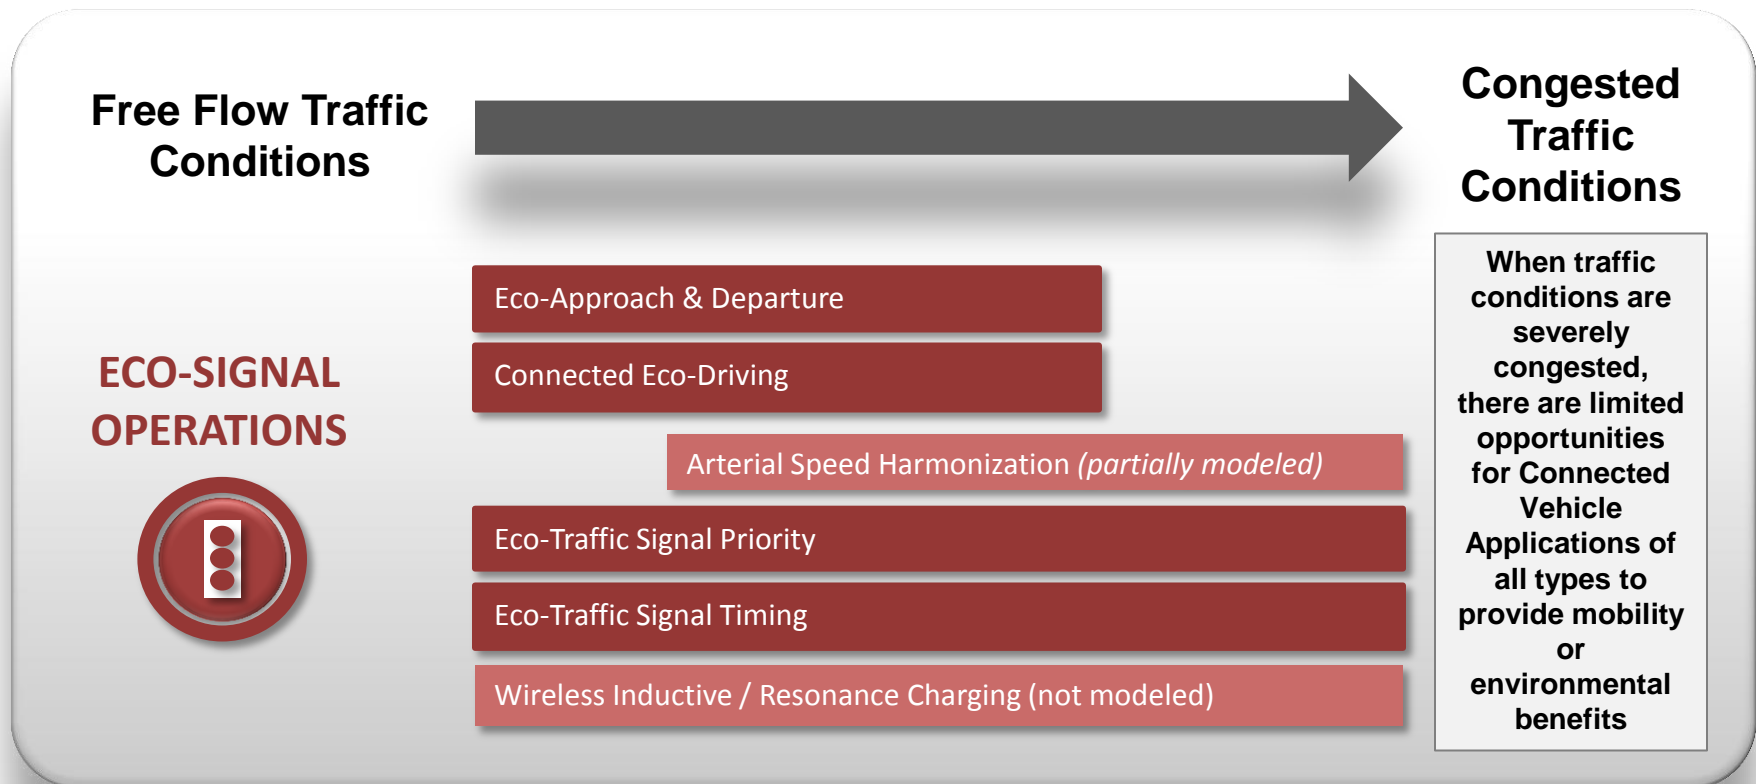 Free Flow Traffic
Conditions
Congested
Traffic
Conditions
ECO-SIGNAL
OPERATIONS
Eco-Approach & Departure
Connected Eco-Driving
Arterial Speed Harmonization (partially modeled)
Eco-Traffic Signal Priority
Eco-Traffic Signal Timing
Wireless Inductive / Resonance Charging (not modeled)
When traffic
conditions are
severely
congested,
there are limited
opportunities
for Connected
Vehicle
Applications of
all types to
provide mobility
or
environmental
benefits